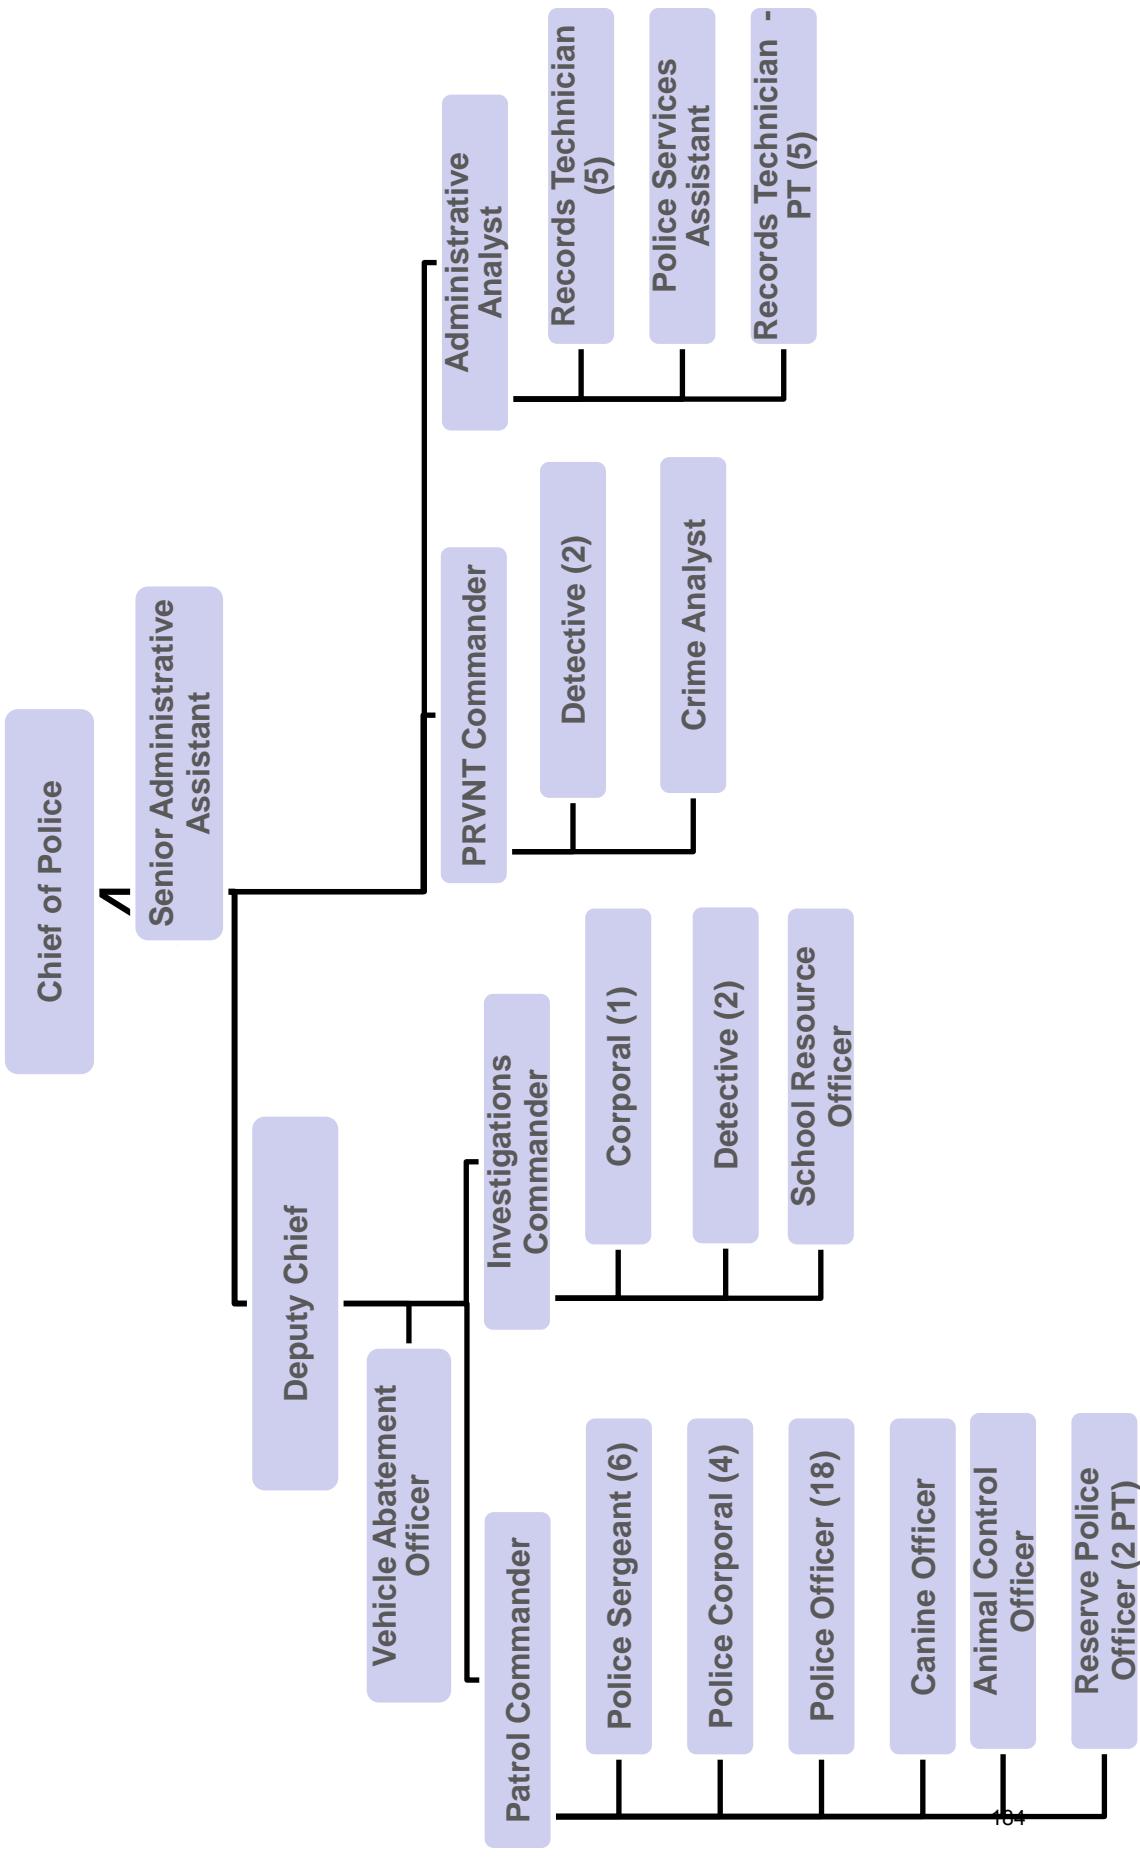 Chief of Police
Senior Administrative
Assistant
Deputy Chief
Vehicle Abatement
Officer
Patrol Commander
Police Sergeant (6)
Police Corporal (4)
Police Officer (18)
Canine Officer
Animal Control
Officer
Reserve Police
Officer (2 PT)
Investigations
Commander
Corporal (1)
Detective (2)
School Resource
Officer
PRVNT Commander
Detective (2)
Crime Analyst
Administrative
Analyst
Records Technician
(5)
Police Services
Assistant
Records Technician -
PT (5)
184